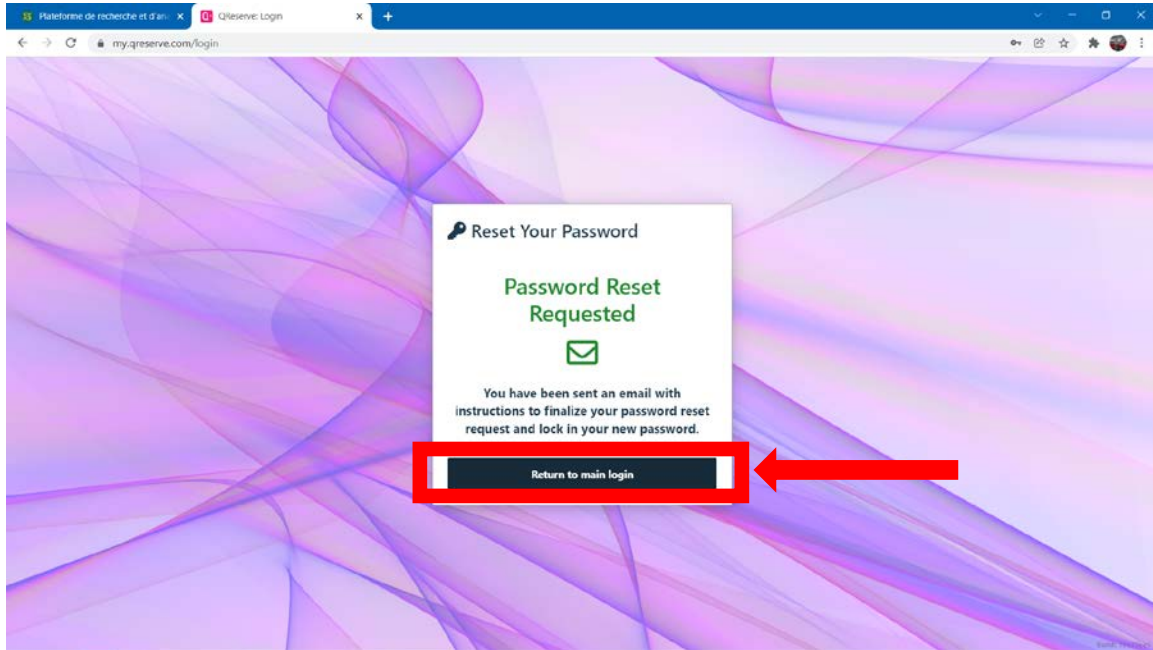 Plateforme de recherche et d'an
QReserve: Login
my.qreserve.com/login
Reset Your Password
Password Reset
Requested
You have been sent an email with
instructions to finalize your password reset
request and lock in your new password.
Return to main login